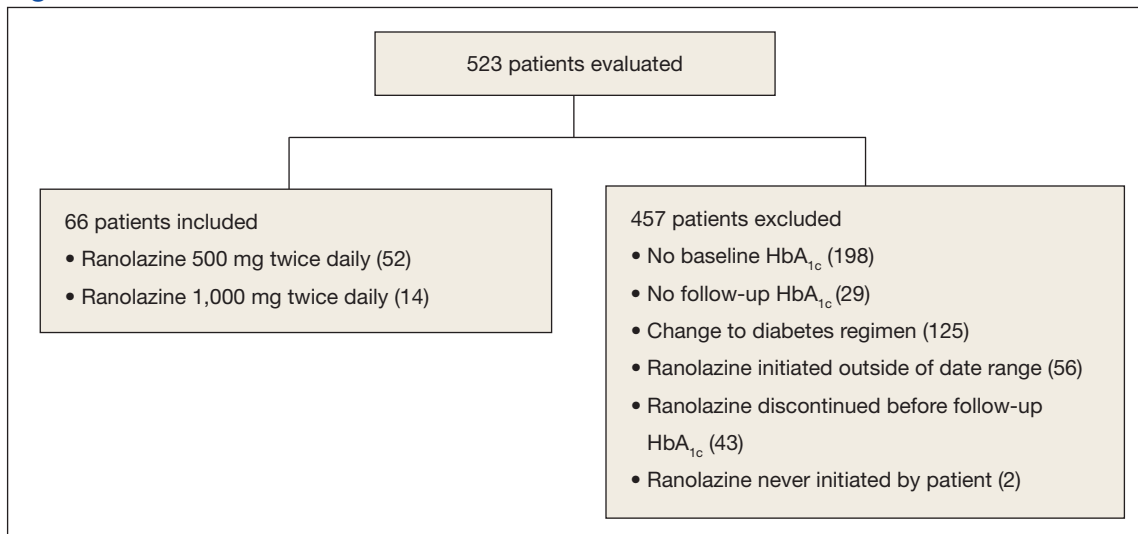 523 patients evaluated
66 patients included
• Ranolazine 500 mg twice daily (52)
• Ranolazine 1,000 mg twice daily (14)
457 patients excluded
• No baseline HbA1c (198)
• No follow-up HbA1c (29)
• Change to diabetes regimen (125)
• Ranolazine initiated outside of date range (56)
• Ranolazine discontinued before follow-up
HbA1c (43)
• Ranolazine never initiated by patient (2)